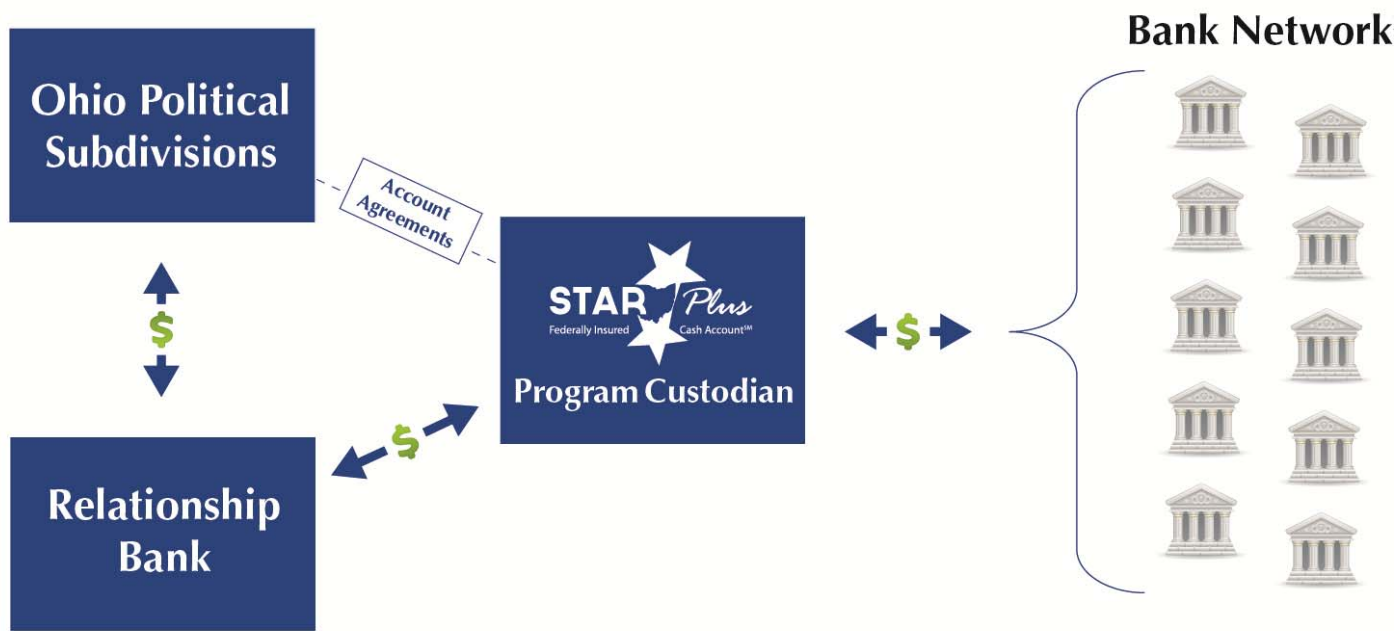 Bank Network
Ohio Political
Subdivisions
Account
Agreements
STAR Plus
Federally Insured Cash Account℠
Program Custodian
$
$
$
Relationship
Bank